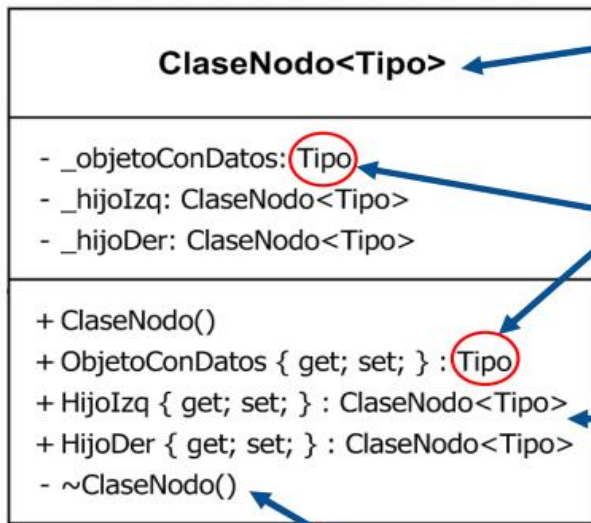 ClaseNodo<Tipo>
- _objetoConDatos: Tipo
- _hijoIzq: ClaseNodo<Tipo>
- _hijoDer: ClaseNodo<Tipo>
+ ClaseNodo()
+ ObjetoConDatos { get; set; } : Tipo
+ HijoIzq { get; set; } : ClaseNodo<Tipo>
+ HijoDer { get; set; } : ClaseNodo<Tipo>
- ~ClaseNodo()